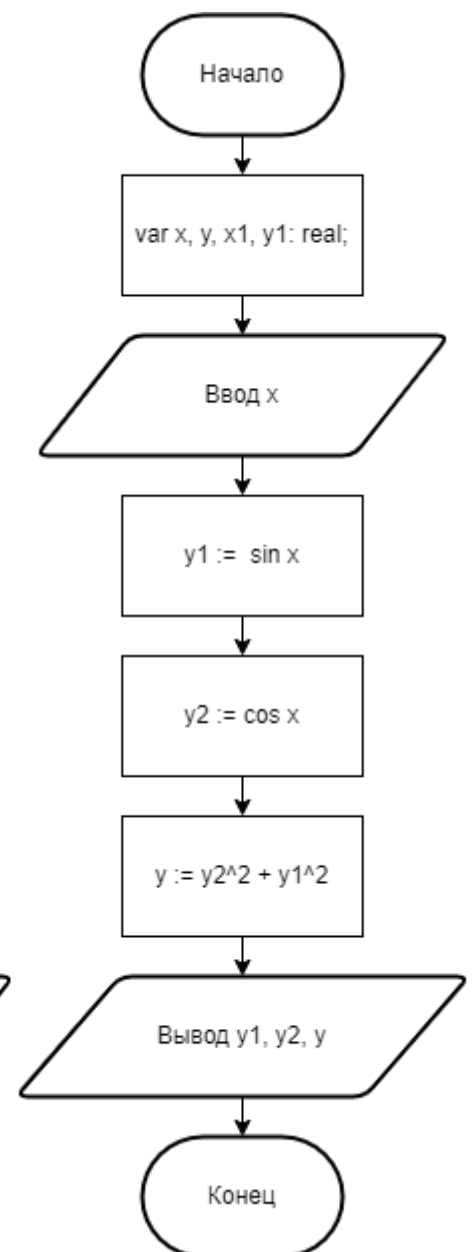 Начало
var x, y, x1, y1: real;
Ввод x
y1 := sin x
y2 := cos x
y := y2^2 + y1^2
Вывод y1, y2, y
Конец